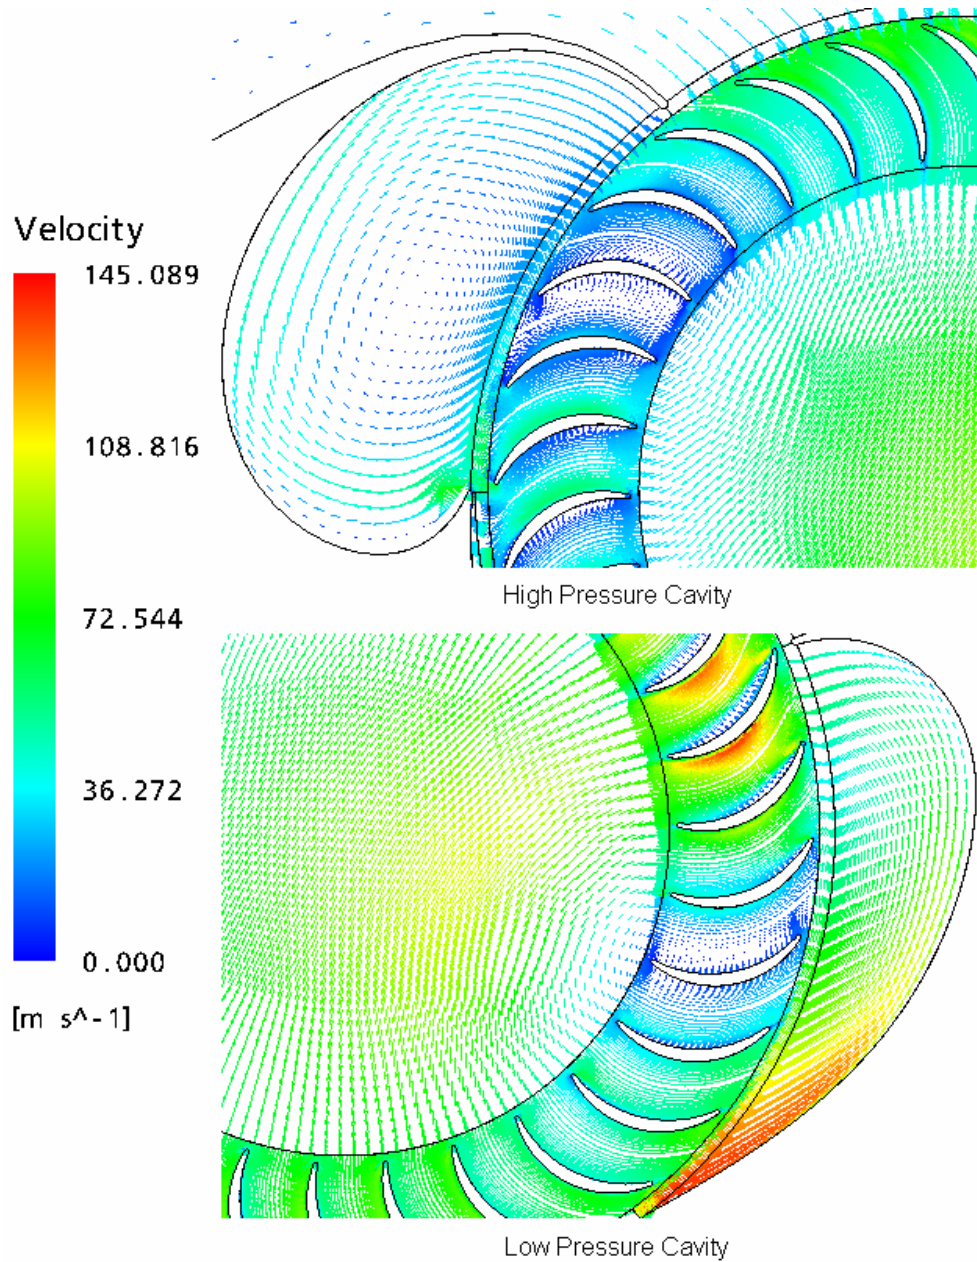 Velocity
145.089
108.816
72.544
36.272
0.000
[m s^-1]
High Pressure Cavity
Low Pressure Cavity